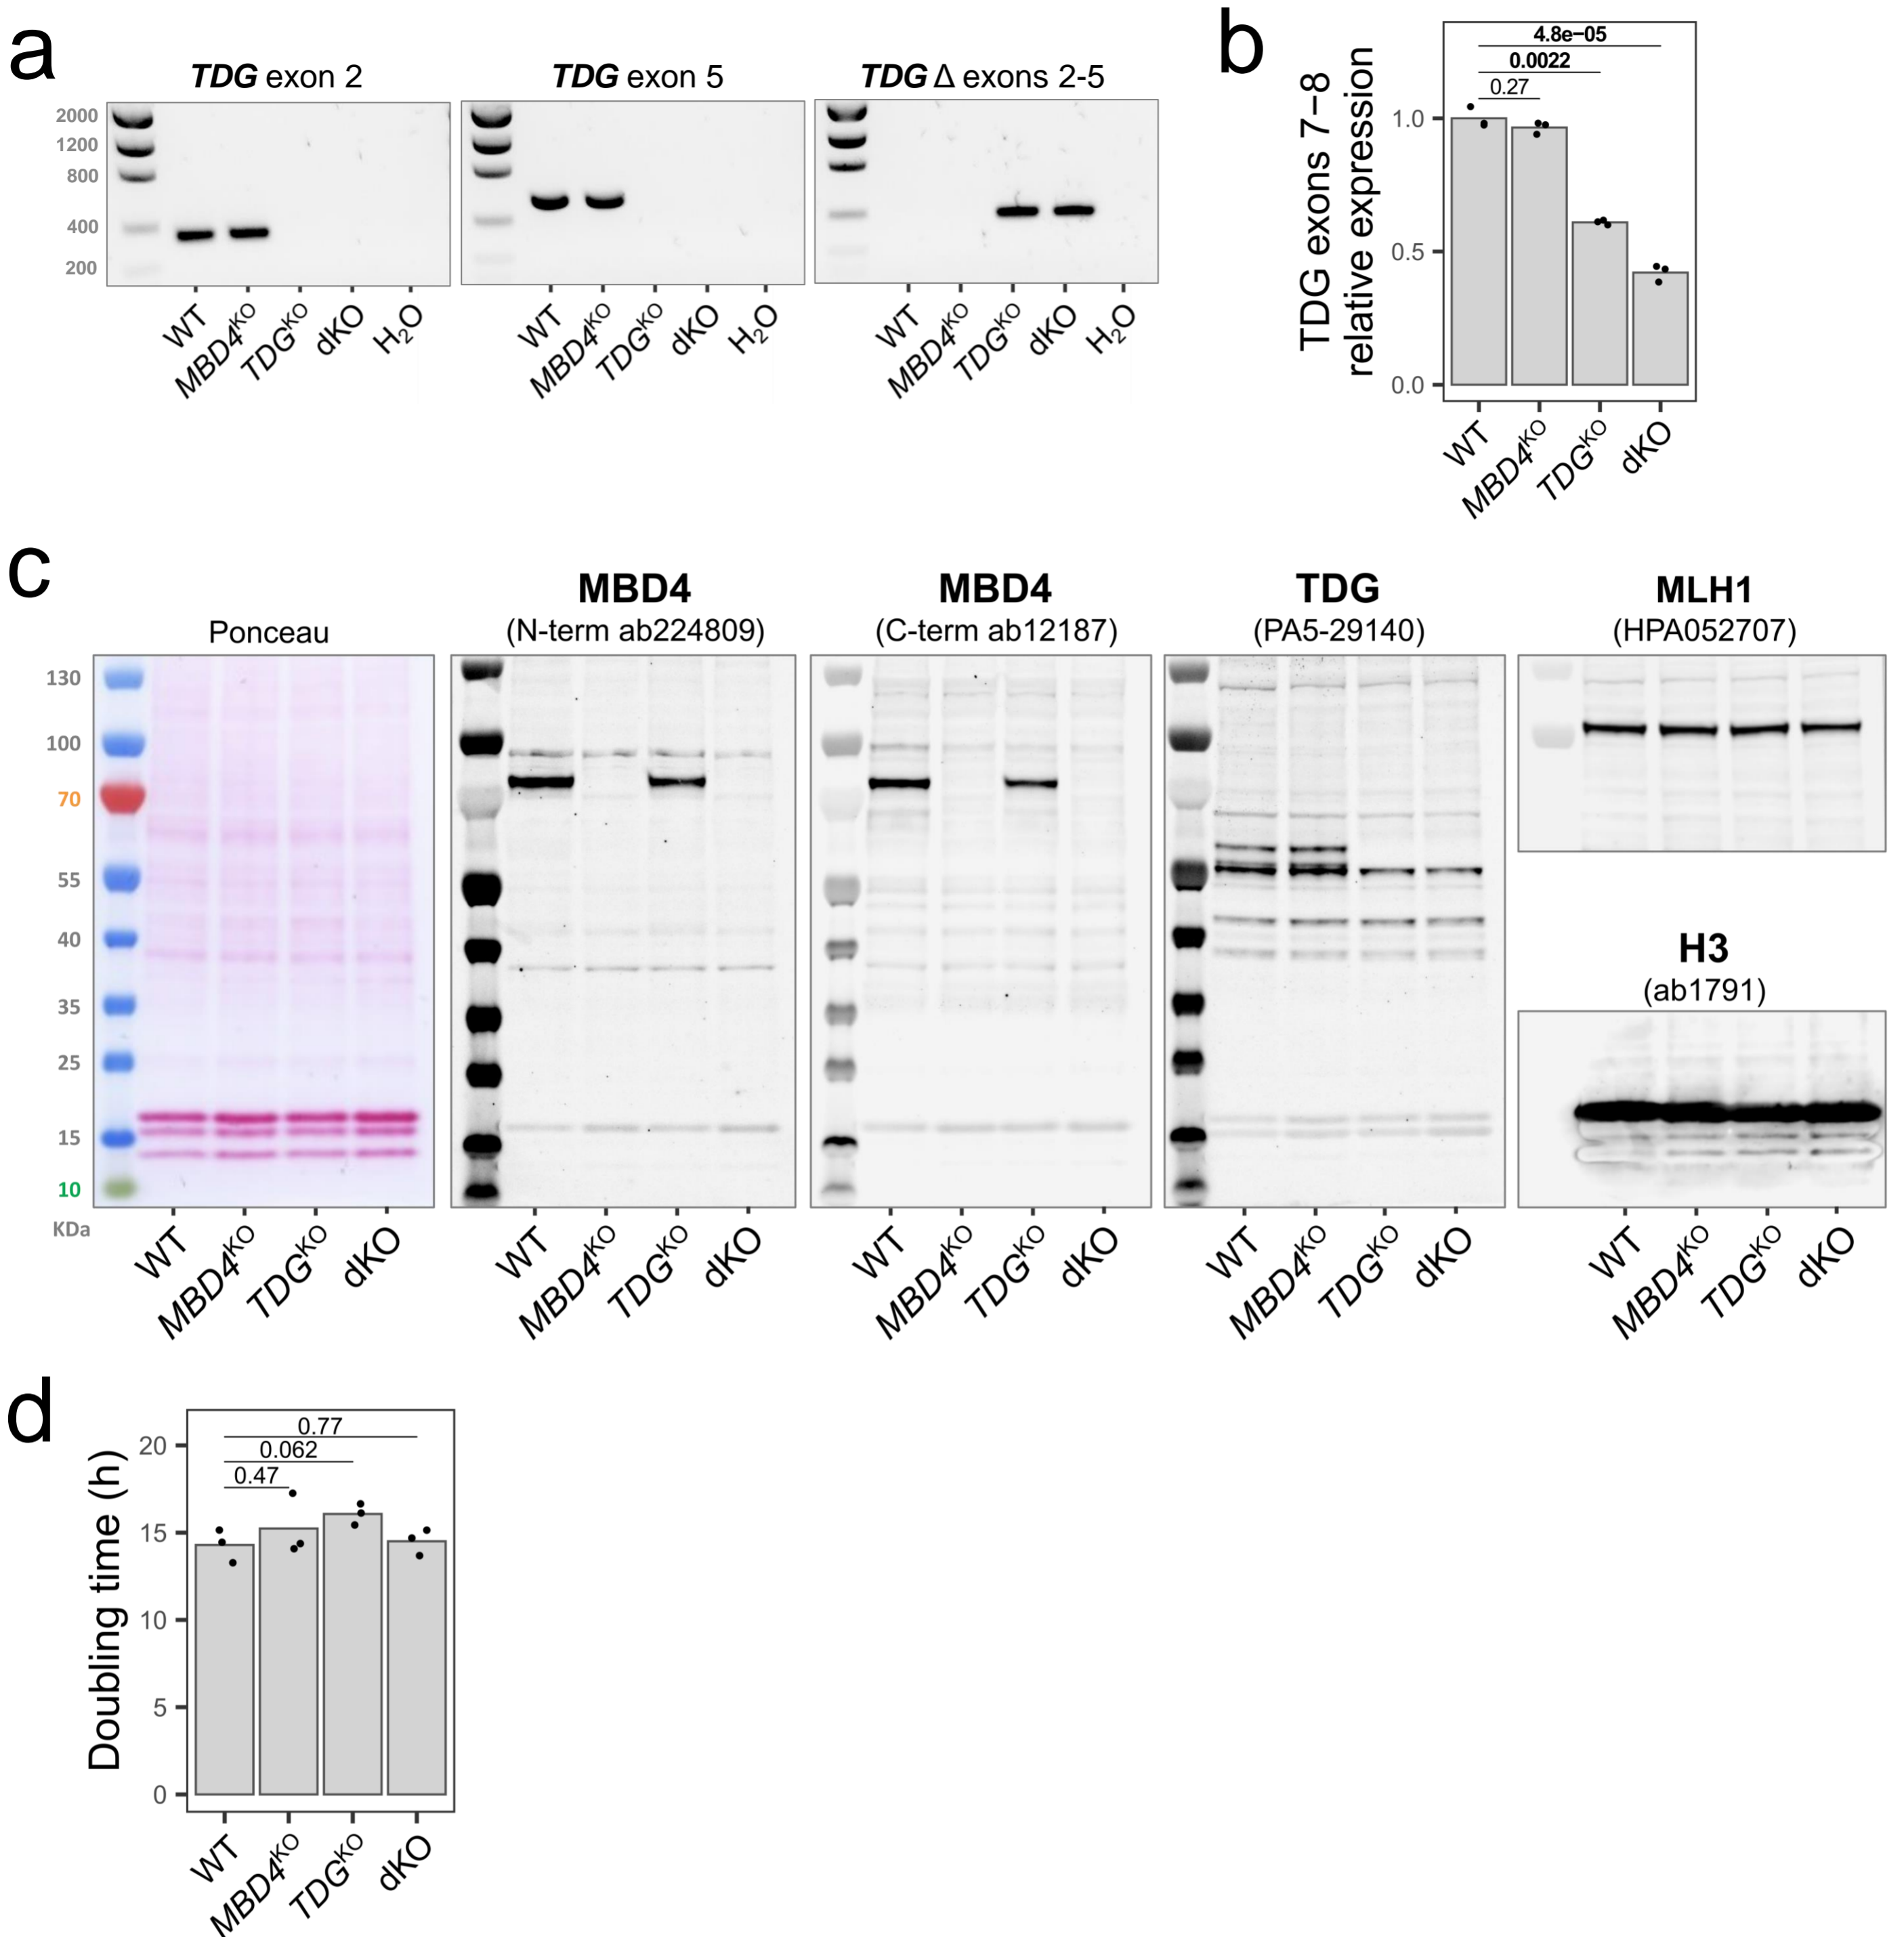 a
TDG exon 2
TDG exon 5
TDG Δ exons 2-5
2000
1200
800
400
200
WT
MBD4KO
TDGKO
dKO
H2O
WT
MBD4KO
TDGKO
dKO
H2O
WT
MBD4KO
TDGKO
dKO
H2O
b
TDG exons 7−8
relative expression
4.8e−05
0.0022
0.27
1.0
0.5
0.0
WT
MBD4KO
TDGKO
dKO
c
Ponceau
130
100
70
55
40
35
25
15
10
KDa
WT
MBD4KO
TDGKO
dKO
MBD4
(N-term ab224809)
WT
MBD4KO
TDGKO
dKO
MBD4
(C-term ab12187)
WT
MBD4KO
TDGKO
dKO
TDG
(PA5-29140)
WT
MBD4KO
TDGKO
dKO
MLH1
(HPA052707)
H3
(ab1791)
WT
MBD4KO
TDGKO
dKO
d
Doubling time (h)
0.77
0.062
0.47
20
15
10
5
0
WT
MBD4KO
TDGKO
dKO